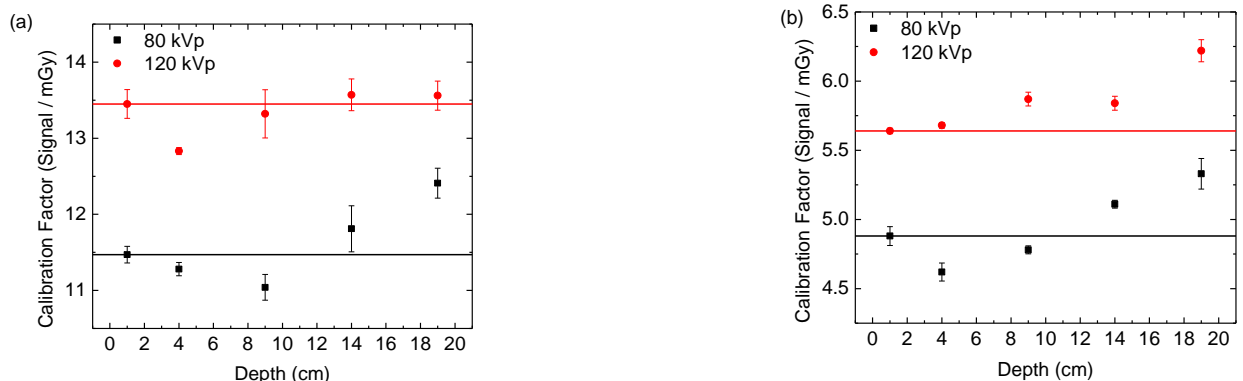 (a)
80 kVp
120 kVp
Calibration Factor (Signal / mGy)
14
13
12
11
0 2 4 6 8 10 12 14 16 18 20
Depth (cm)
(b)
80 kVp
120 kVp
Calibration Factor (Signal / mGy)
6.5
6.0
5.5
5.0
4.5
0 2 4 6 8 10 12 14 16 18 20
Depth (cm)